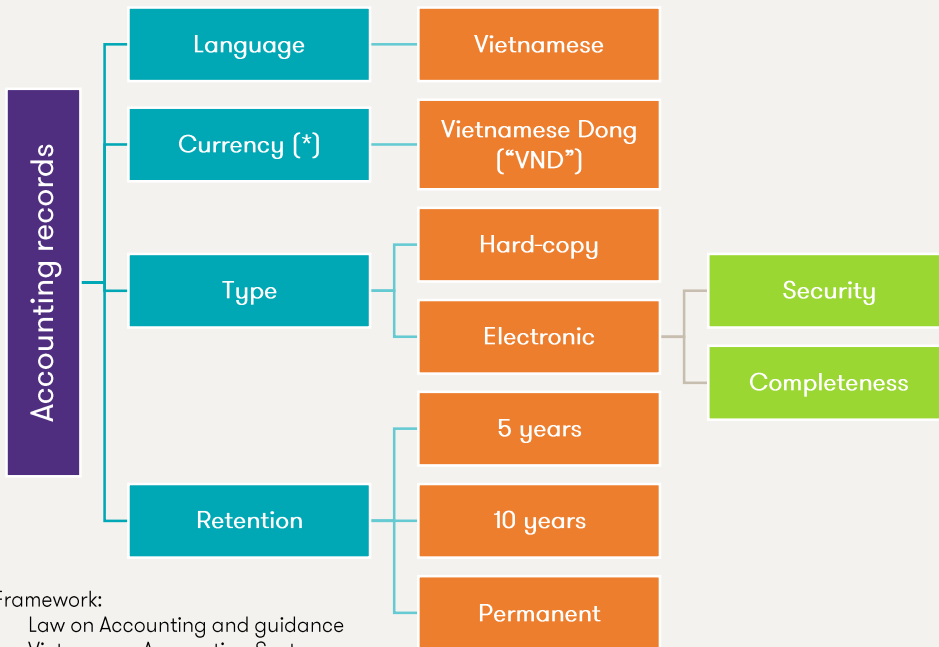 Accounting records
Language
Vietnamese
Currency (*)
Vietnamese Dong
(“VND”)
Type
Hard-copy
Electronic
Security
Completeness
Retention
5 years
10 years
Permanent
Framework:
Law on Accounting and guidance